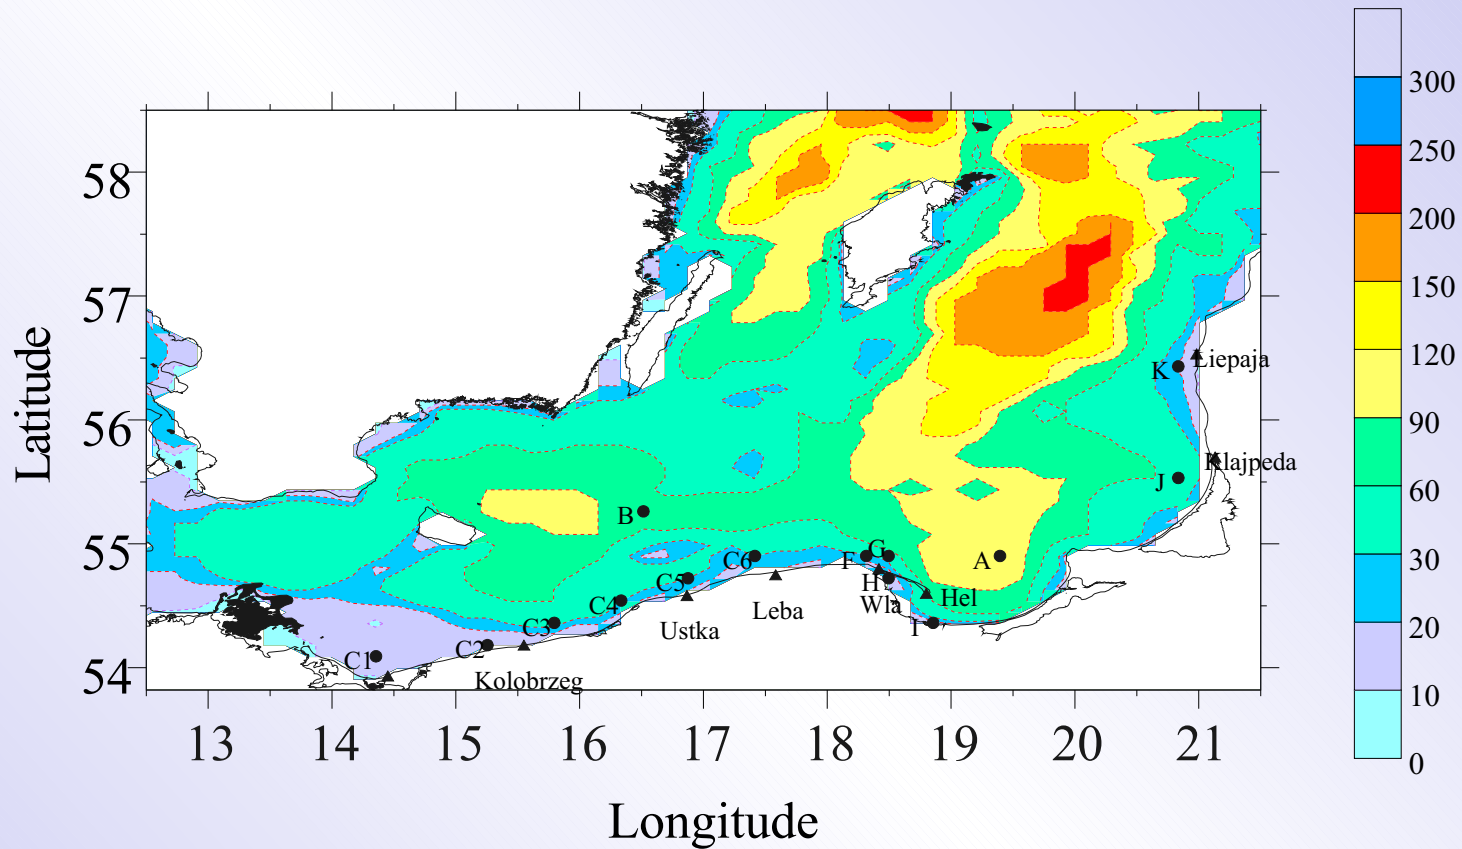 300
250
200
150
120
90
60
30
20
10
0
Latitude
58
57
56
55
54
K
Liepaja
Klajpeda
J
B
A
C6
F
G
C5
H
Wla
Hel
C4
Leba
I
C3
Ustka
C2
C1
Kolobrzeg
13 14 15 16 17 18 19 20 21
Longitude